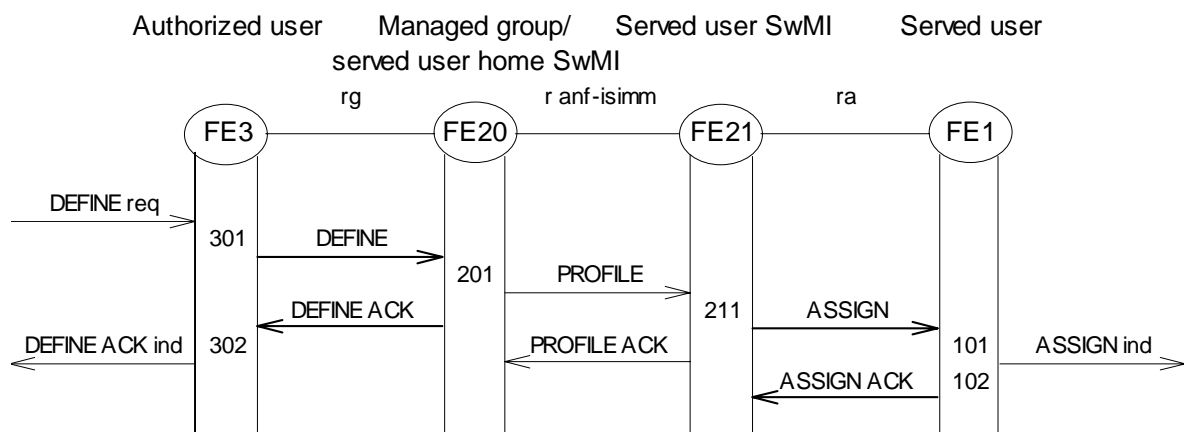 Authorized user Managed group/ Served user SwMI Served user
served user home SwMI
rg r anf-isimm ra
FE3 FE20 FE21 FE1
DEFINE req
301 DEFINE
201 PROFILE
DEFINE ACK 211 ASSIGN
DEFINE ACK ind 302 PROFILE ACK 101 ASSIGN ind
ASSIGN ACK 102